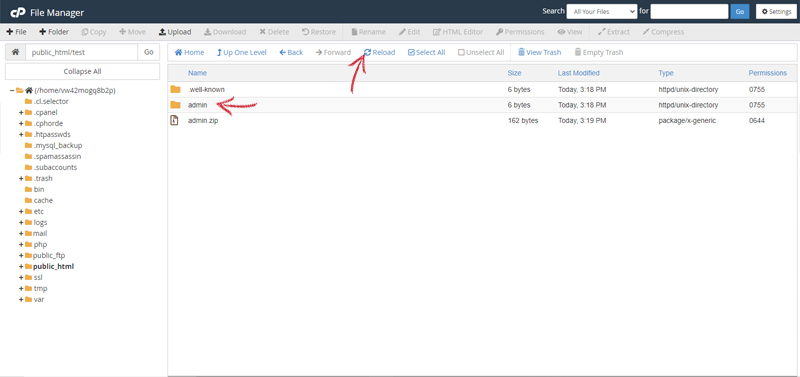 cP File Manager Search All Your Files for Go Settings
File Folder Copy Move Upload Download Delete Restore Rename Edit HTML Editor Permissions View Extract Compress
public_html/test Go
Home Up One Level Back Forward Reload Select All Unselect All View Trash Empty Trash
Collapse All
(/home/vw42mogq8b2p)
.cl.selector
.cpanel
.cphorde
.htpasswds
.mysql_backup
.spamassassin
.subaccounts
.trash
bin
cache
etc
logs
mail
php
public_ftp
public_html
ssl
tmp
var
Name Size Last Modified Type Permissions
.well-known 6 bytes Today, 3:18 PM httpd/unix-directory 0755
admin 6 bytes Today, 3:18 PM httpd/unix-directory 0755
admin.zip 162 bytes Today, 3:19 PM package/x-generic 0644